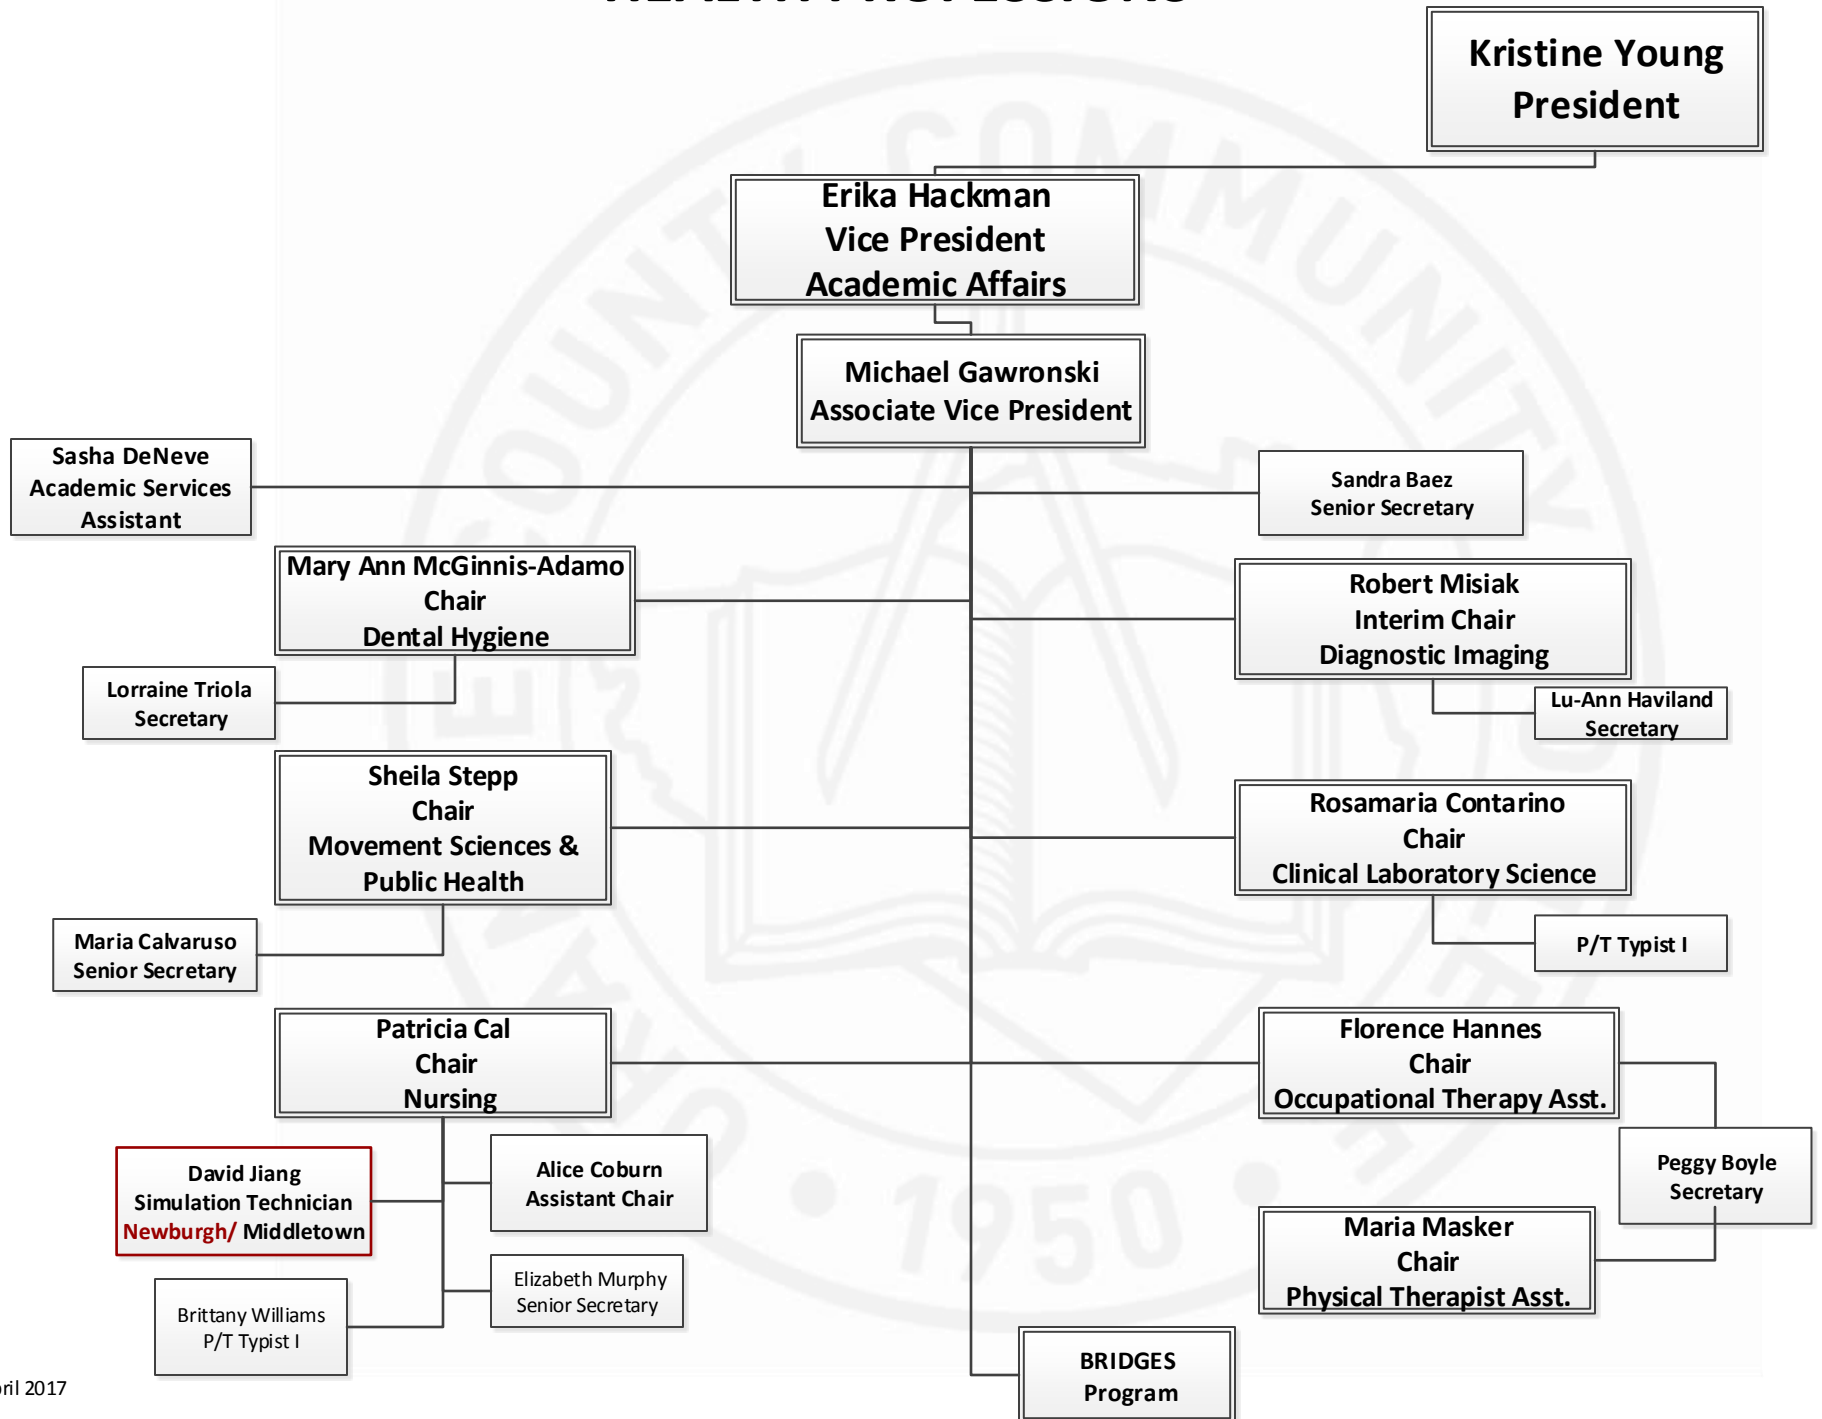 HEALTH PROFESSIONS
Kristine Young
President
Erika Hackman
Vice President
Academic Affairs
Michael Gawronski
Associate Vice President
Sasha DeNeve
Academic Services
Assistant
Sandra Baez
Senior Secretary
Mary Ann McGinnis-Adamo
Chair
Dental Hygiene
Robert Misiak
Interim Chair
Diagnostic Imaging
Lorraine Triola
Secretary
Lu-Ann Haviland
Secretary
Sheila Stepp
Chair
Movement Sciences &
Public Health
Rosamaria Contarino
Chair
Clinical Laboratory Science
Maria Calvaruso
Senior Secretary
P/T Typist I
Patricia Cal
Chair
Nursing
Florence Hannes
Chair
Occupational Therapy Asst.
David Jiang
Simulation Technician
Newburgh/ Middletown
Alice Coburn
Assistant Chair
Peggy Boyle
Secretary
Maria Masker
Chair
Physical Therapist Asst.
Elizabeth Murphy
Senior Secretary
Brittany Williams
P/T Typist I
BRIDGES
Program
2017
COUNTY COMMUNITY
1950